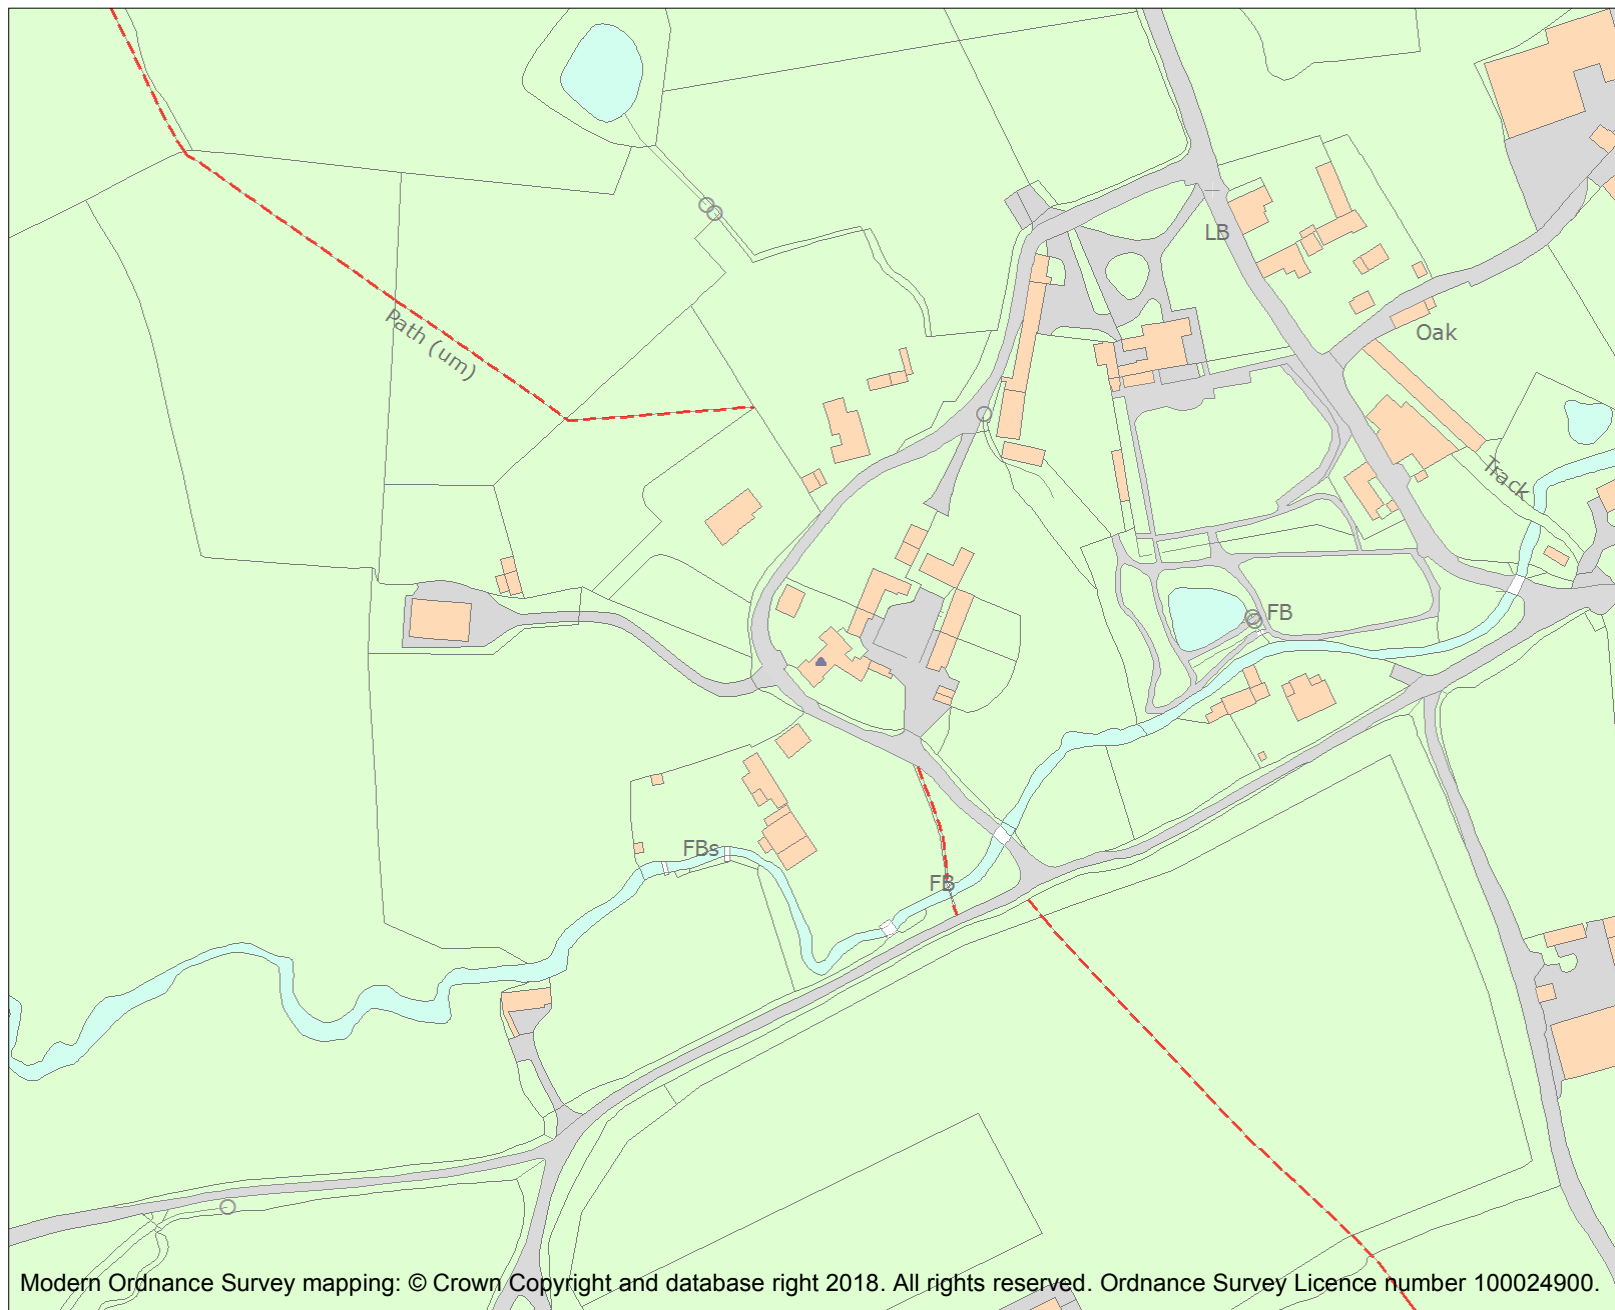 LB
Path (um)
Oak
Track
FB
FBs
FB
Modern Ordnance Survey mapping: © Crown Copyright and database right 2018. All rights reserved. Ordnance Survey Licence number 100024900.